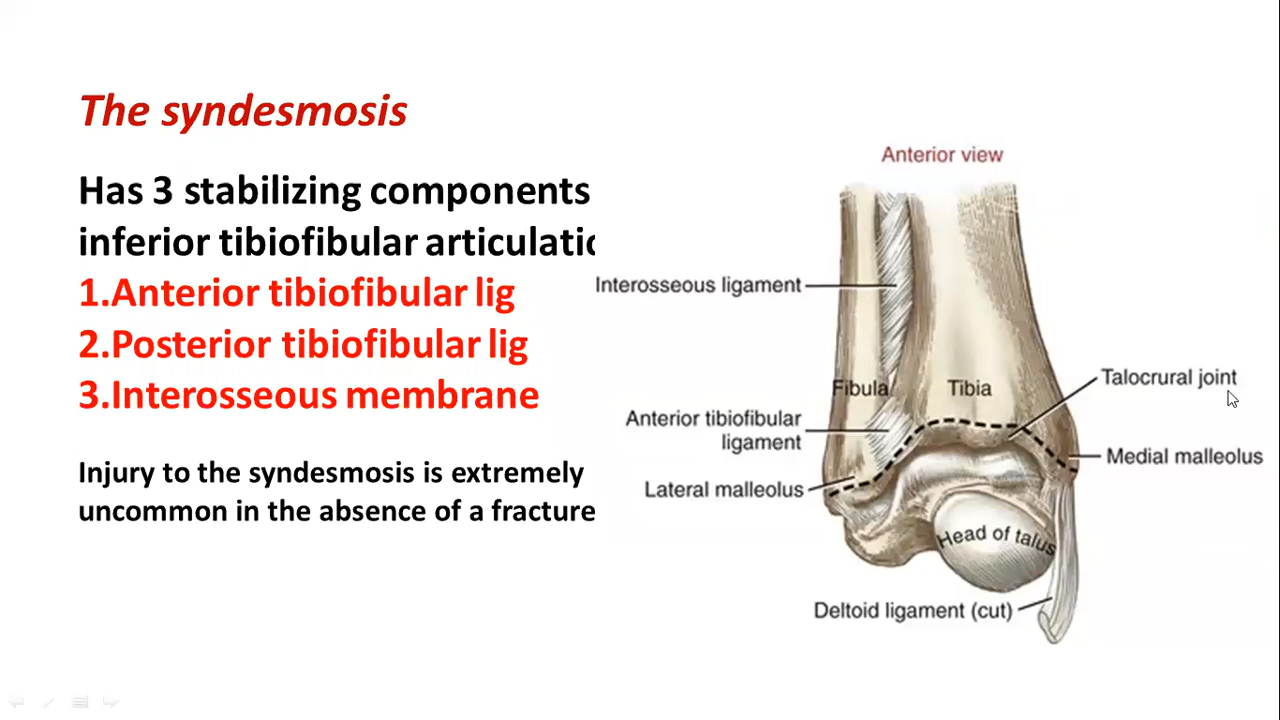 The syndesmosis
Has 3 stabilizing components
inferior tibiofibular articulatic
1.Anterior tibiofibular lig
2.Posterior tibiofibular lig
3.Interosseous membrane
Injury to the syndesmosis is extremely
uncommon in the absence of a fracture
Anterior view
Interosseous ligament
Fibula
Tibia
Talocrural joint
Anterior tibiofibular
ligament
Medial malleolus
Lateral malleolus
Head of talus
Deltoid ligament (cut)